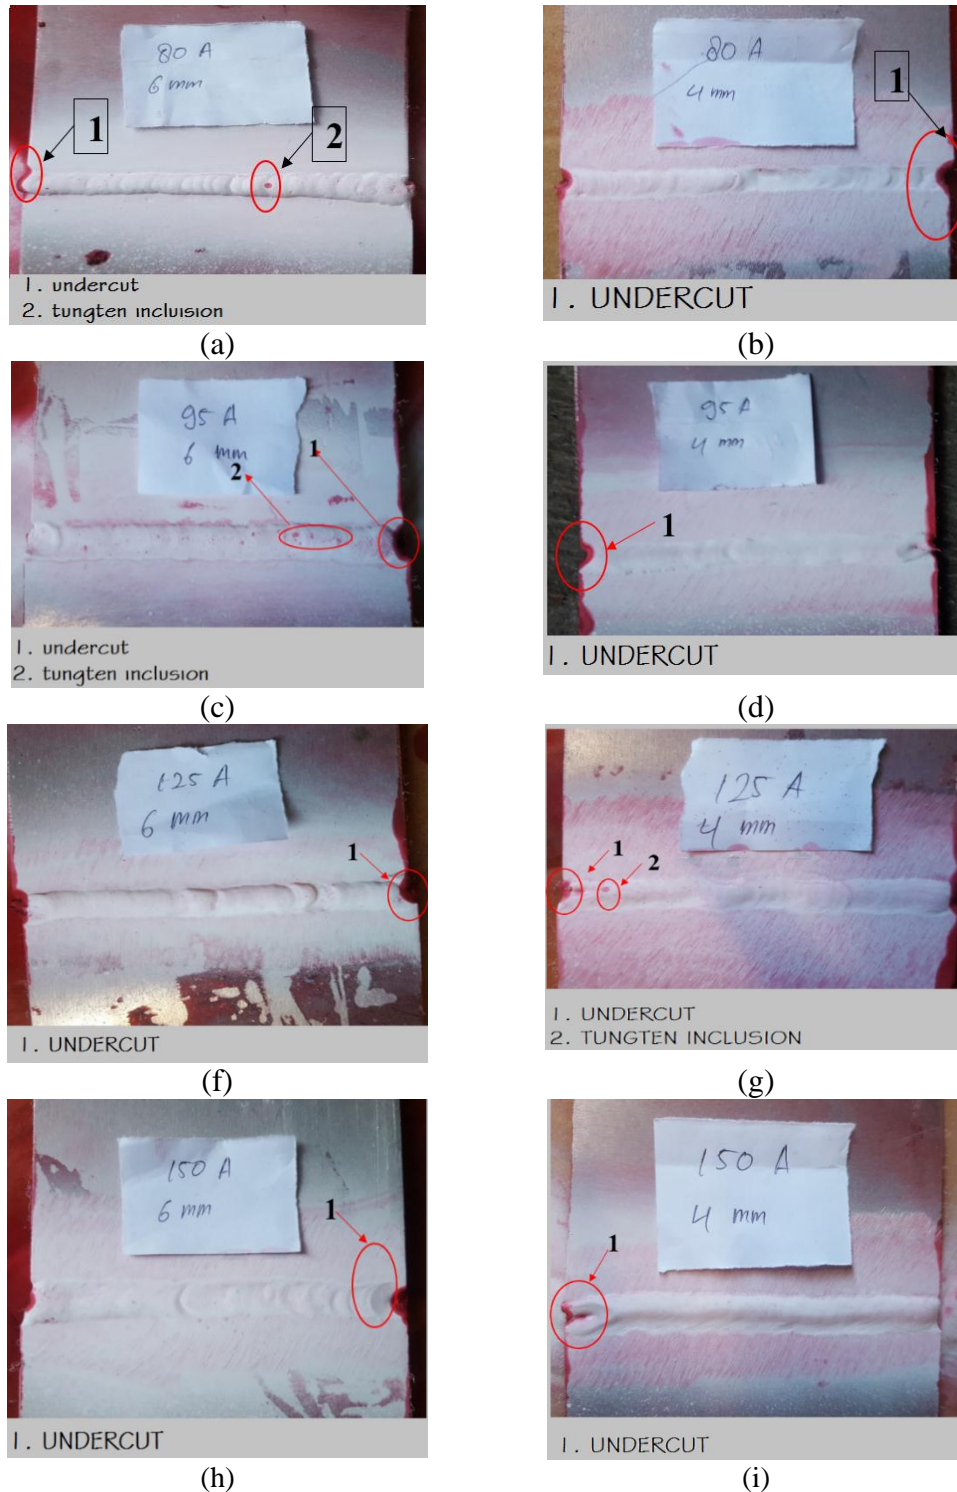 80 A
6 mm
1
2
1. undercut
2. tungten incluision
(a)
80 A
4 mm
1
1. UNDERCUT
(b)
95 A
6 mm
1
2
1. undercut
2. tungten inclusion
(c)
95 A
4 mm
1
1. UNDERCUT
(d)
125 A
6 mm
1
1. UNDERCUT
(f)
125 A
4 mm
1
2
1. UNDERCUT
2. TUNGTEN INCLUSION
(g)
150 A
6 mm
1
1. UNDERCUT
(h)
150 A
4 mm
1
1. UNDERCUT
(i)